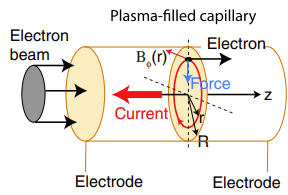 Plasma-filled capillary
Electron
beam
Bϕ(r)
Electron
Force
z
Current
r
R
Electrode
Electrode